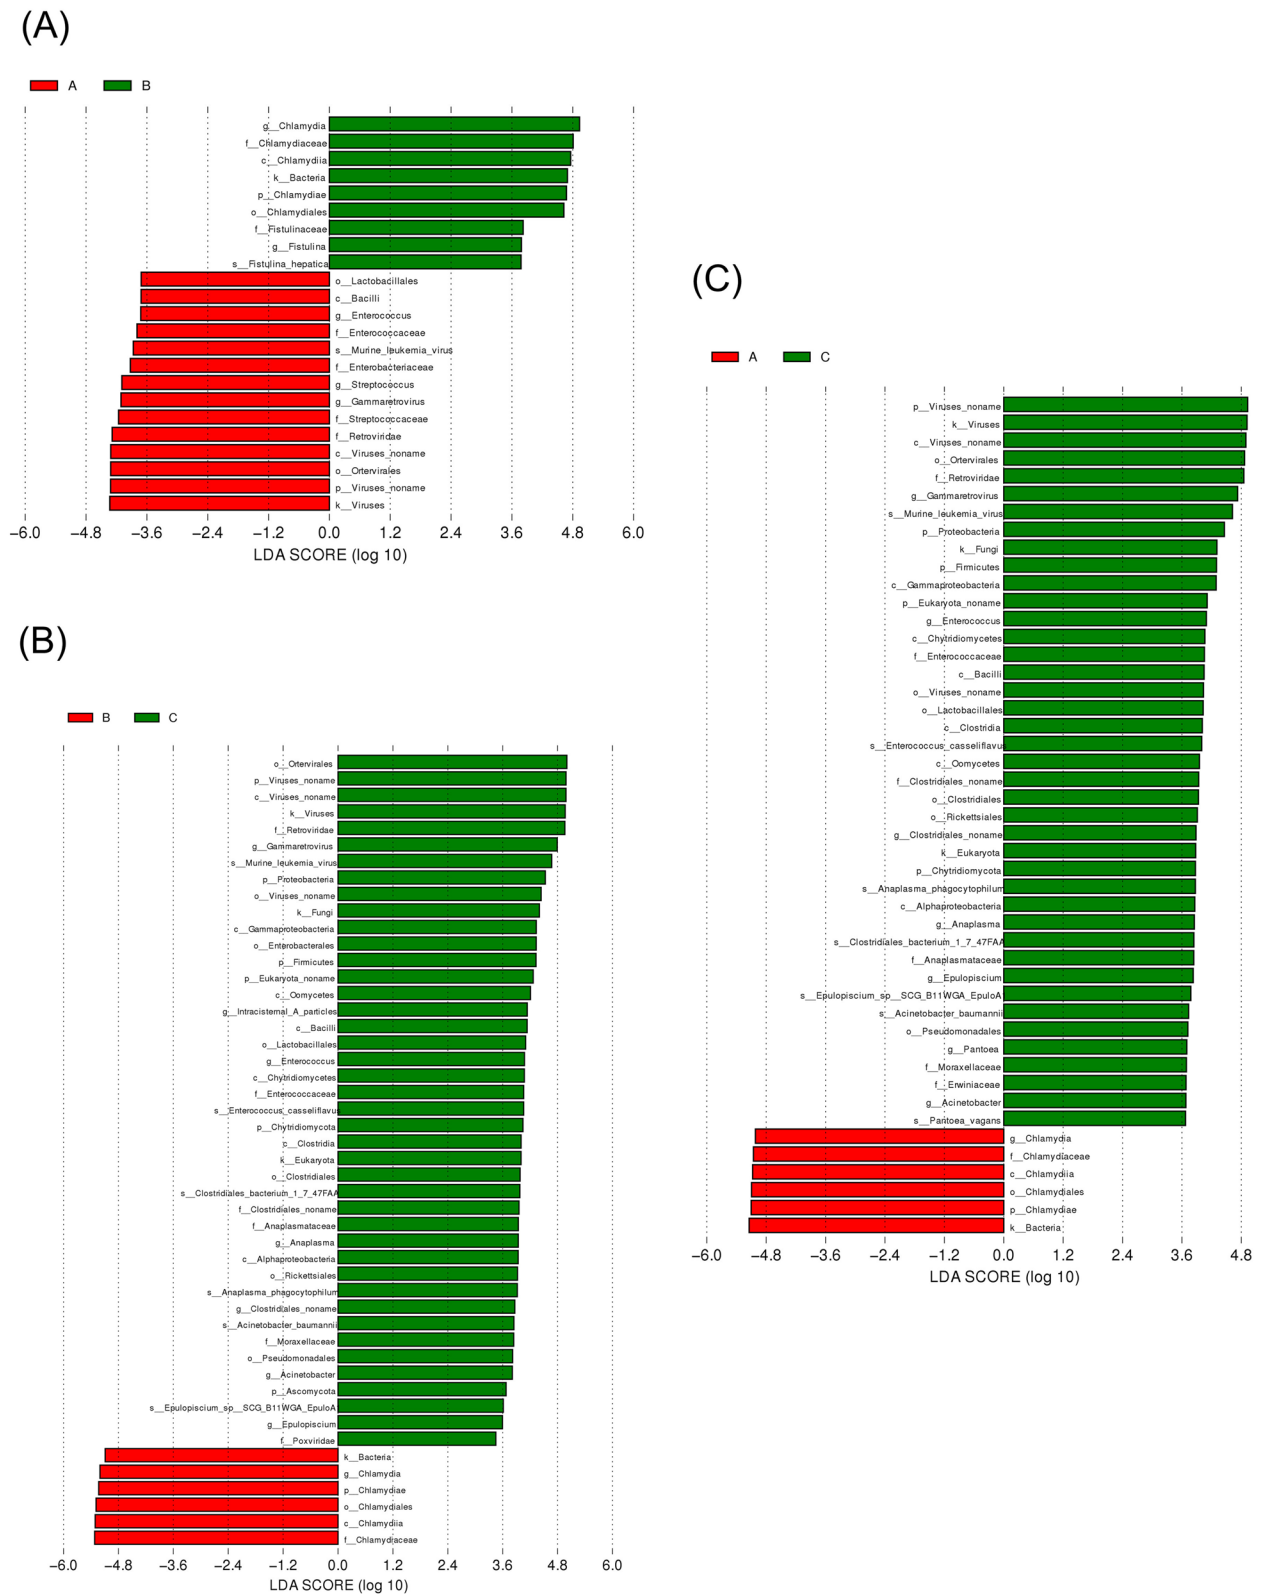 (A)
A B
g__Chlamydia
f__Chlamydiaceae
c__Chlamydiia
k__Bacteria
p__Chlamydiae
o__Chlamydiales
f__Fistulinaceae
g__Fistulina
s__Fistulina_hepatica
o__Lactobacillales
c__Bacilli
g__Enterococcus
f__Enterococcaceae
s__Murine_leukemia_virus
f__Enterobacteriaceae
g__Streptococcus
g__Gammaretrovirus
f__Streptococcaceae
f__Retroviridae
c__Viruses_noname
o__Ortervirales
p__Viruses_noname
k__Viruses
−6.0 −4.8 −3.6 −2.4 −1.2 0.0 1.2 2.4 3.6 4.8 6.0
LDA SCORE (log 10)
(B)
B C
o__Ortervirales
p__Viruses_noname
c__Viruses_noname
k__Viruses
f__Retroviridae
g__Gammaretrovirus
s__Murine_leukemia_virus
p__Proteobacteria
o__Viruses_noname
k__Fungi
c__Gammaproteobacteria
o__Enterobacterales
p__Firmicutes
p__Eukaryota_noname
c__Oomycetes
g__Intracisternal_A_particles
c__Bacilli
o__Lactobacillales
g__Enterococcus
c__Chytridiomycetes
f__Enterococcaceae
s__Enterococcus_casseliflavus
p__Chytridiomycota
c__Clostridia
k__Eukaryota
o__Clostridiales
s__Clostridiales_bacterium_1_7_47FAA
f__Clostridiales_noname
f__Anaplasmataceae
g__Anaplasma
c__Alphaproteobacteria
o__Rickettsiales
s__Anaplasma_phagocytophilum
g__Clostridiales_noname
s__Acinetobacter_baumannii
f__Moraxellaceae
o__Pseudomonadales
g__Acinetobacter
p__Ascomycota
s__Epulopiscium_sp__SCG_B11WGA_EpuloA
g__Epulopiscium
f__Poxviridae
k__Bacteria
g__Chlamydia
p__Chlamydiae
o__Chlamydiales
c__Chlamydiia
f__Chlamydiaceae
−6.0 −4.8 −3.6 −2.4 −1.2 0.0 1.2 2.4 3.6 4.8 6.0
LDA SCORE (log 10)
(C)
A C
p__Viruses_noname
k__Viruses
c__Viruses_noname
o__Ortervirales
f__Retroviridae
g__Gammaretrovirus
s__Murine_leukemia_virus
p__Proteobacteria
k__Fungi
p__Firmicutes
c__Gammaproteobacteria
p__Eukaryota_noname
g__Enterococcus
c__Chytridiomycetes
f__Enterococcaceae
c__Bacilli
o__Viruses_noname
o__Lactobacillales
c__Clostridia
s__Enterococcus_casseliflavus
c__Oomycetes
f__Clostridiales_noname
o__Clostridiales
o__Rickettsiales
g__Clostridiales_noname
k__Eukaryota
p__Chytridiomycota
s__Anaplasma_phagocytophilum
c__Alphaproteobacteria
g__Anaplasma
s__Clostridiales_bacterium_1_7_47FAA
f__Anaplasmataceae
g__Epulopiscium
s__Epulopiscium_sp__SCG_B11WGA_EpuloA
s__Acinetobacter_baumannii
o__Pseudomonadales
g__Pantoea
f__Moraxellaceae
f__Erwiniaceae
g__Acinetobacter
s__Pantoea_vagans
g__Chlamydia
f__Chlamydiaceae
c__Chlamydiia
o__Chlamydiales
p__Chlamydiae
k__Bacteria
−6.0 −4.8 −3.6 −2.4 −1.2 0.0 1.2 2.4 3.6 4.8
LDA SCORE (log 10)